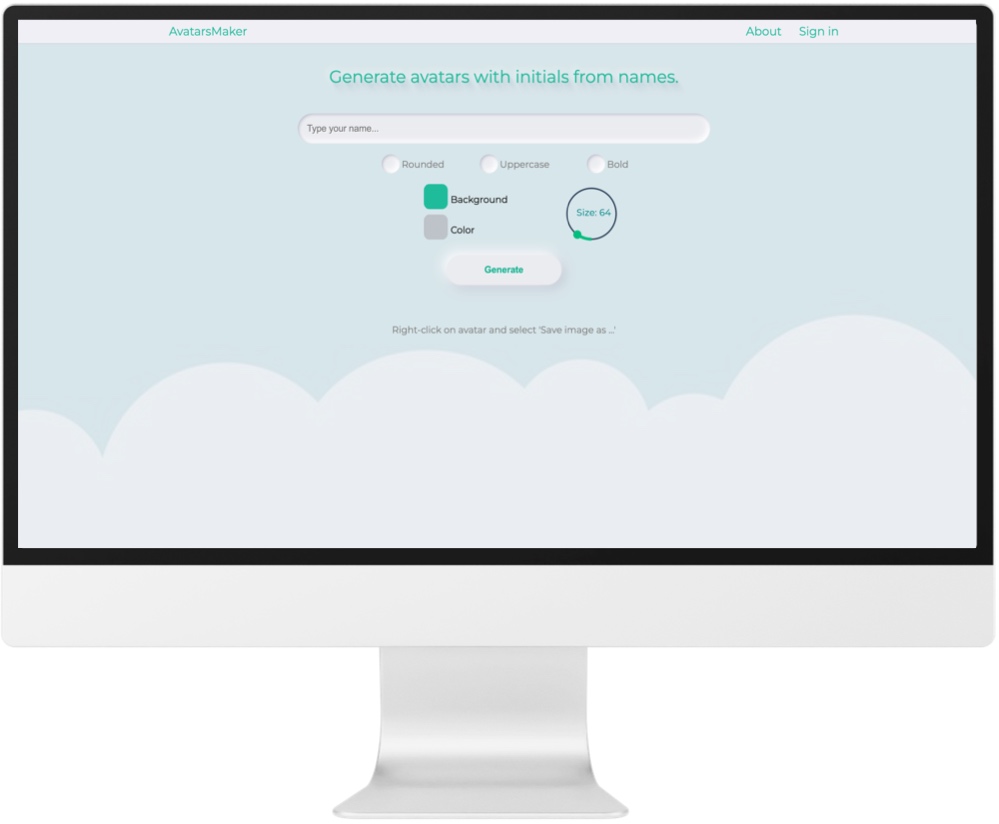 AvatarsMaker
About
Sign in
Generate avatars with initials from names.
Type your name...
Rounded
Uppercase
Bold
Background
Size: 64
Color
Generate
Right-click on avatar and select 'Save image as ...'